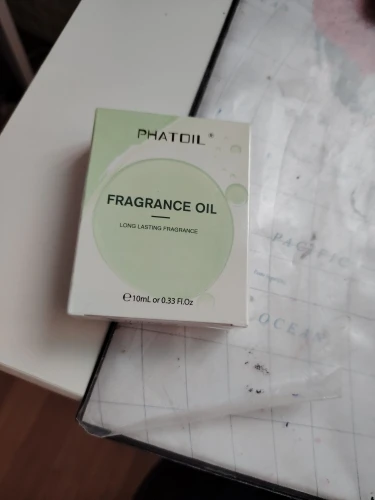 PHATOIL®
FRAGRANCE OIL
LONG LASTING FRAGRANCE
℮10mL or 0.33 Fl.Oz
PACIFIC
OCEAN